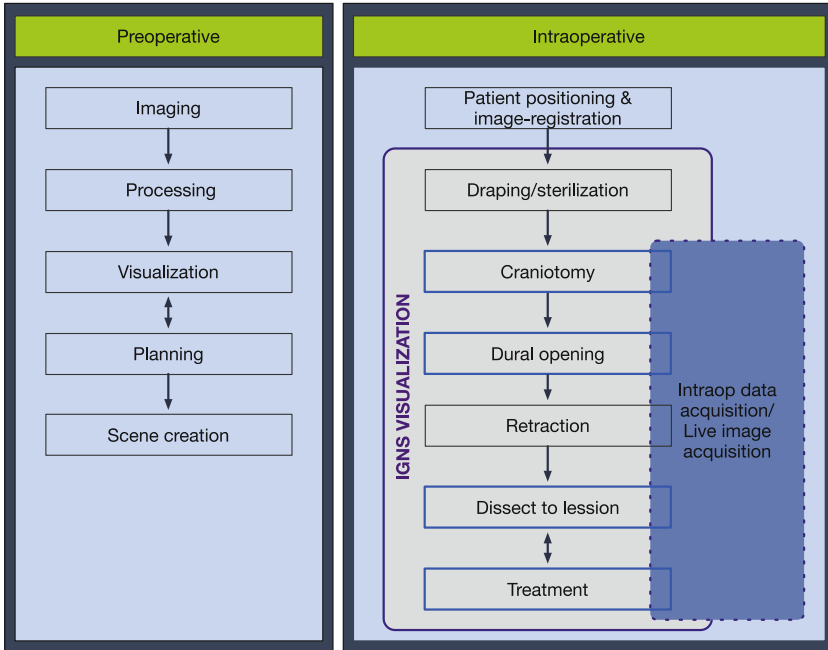 Preoperative
Imaging
Processing
Visualization
Planning
Scene creation
Intraoperative
Patient positioning &
image-registration
Draping/sterilization
Craniotomy
Dural opening
Retraction
Dissect to lession
Treatment
IGNS VISUALIZATION
Intraop data
acquisition/
Live image
acquisition